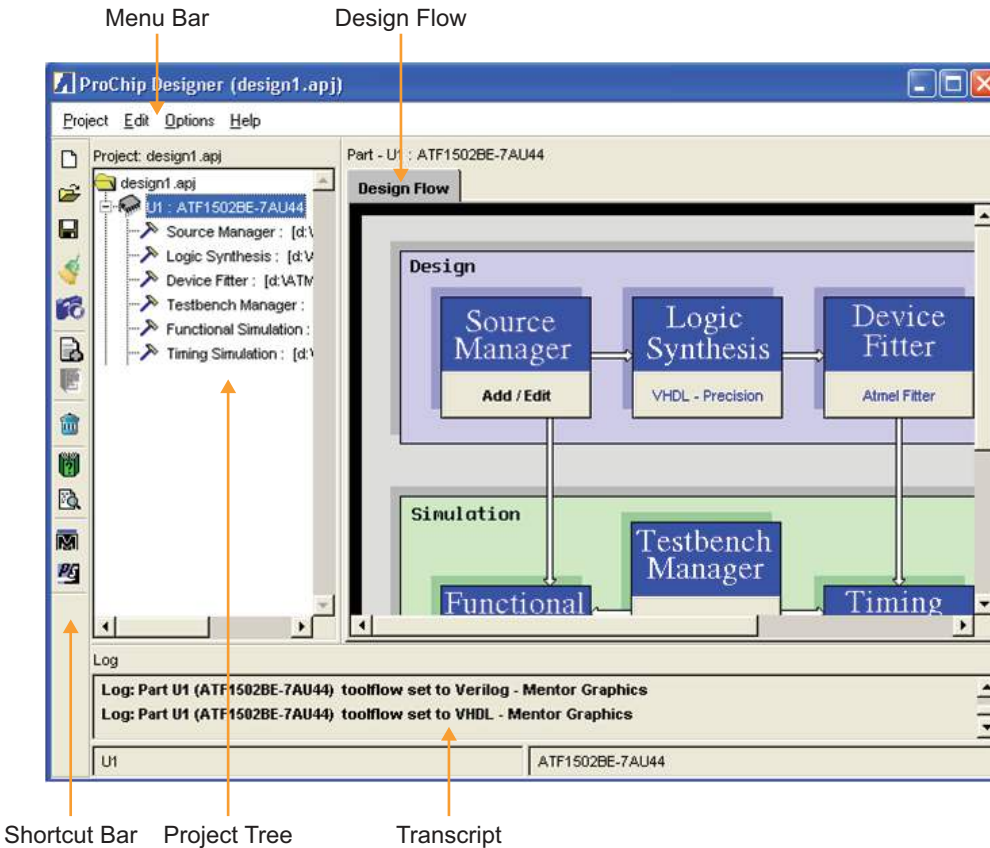 Menu Bar
Design Flow
ProChip Designer (design1.apj)
Project Edit Options Help
Project: design1.apj
design1.apj
U1 : ATF1502BE-7AU44
Source Manager : [d:\
Logic Synthesis : [d:\
Device Fitter : [d:\ATM
Testbench Manager :
Functional Simulation :
Timing Simulation : [d:\
Part - U1 : ATF1502BE-7AU44
Design Flow
Design
Source
Manager
Add / Edit
Logic
Synthesis
VHDL - Precision
Device
Fitter
Atmel Fitter
Simulation
Testbench
Manager
Functional
Timing
Log
Log: Part U1 (ATF1502BE-7AU44) toolflow set to Verilog - Mentor Graphics
Log: Part U1 (ATF1502BE-7AU44) toolflow set to VHDL - Mentor Graphics
U1
ATF1502BE-7AU44
Shortcut Bar
Project Tree
Transcript